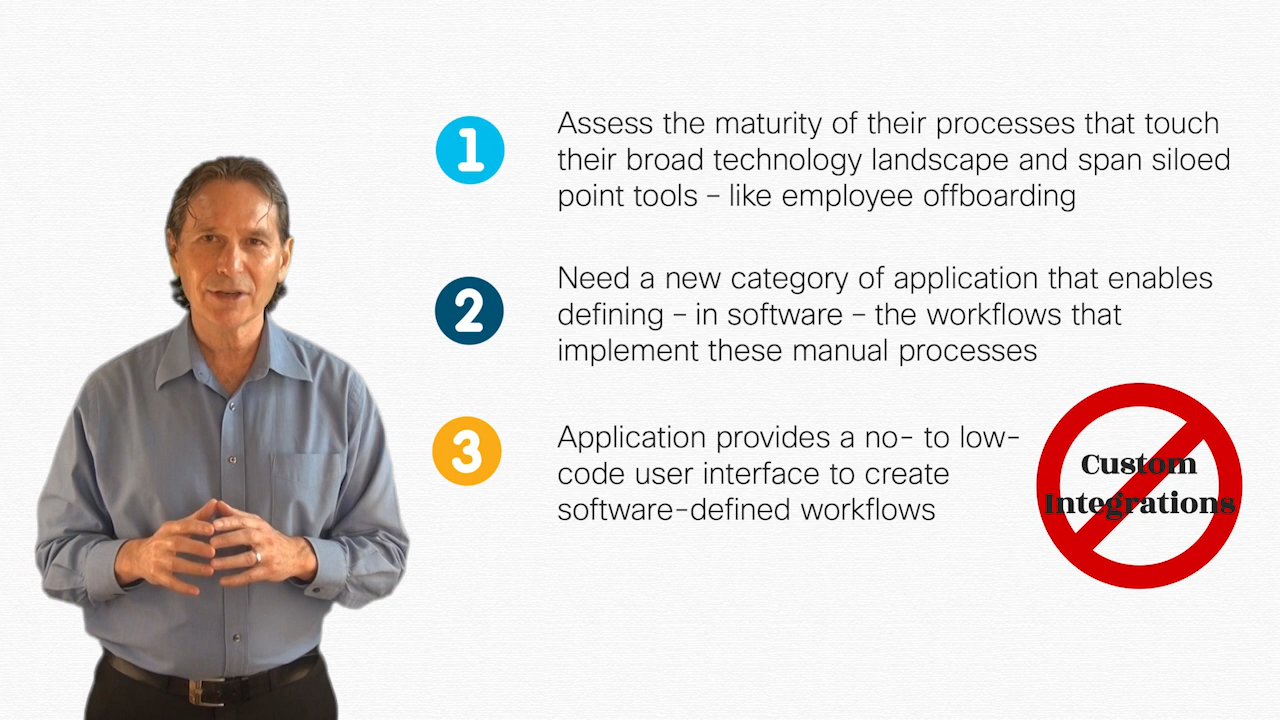 1
Assess the maturity of their processes that touch
their broad technology landscape and span siloed
point tools – like employee offboarding
2
Need a new category of application that enables
defining – in software – the workflows that
implement these manual processes
3
Application provides a no- to low-
code user interface to create
software-defined workflows
Custom
Integrations